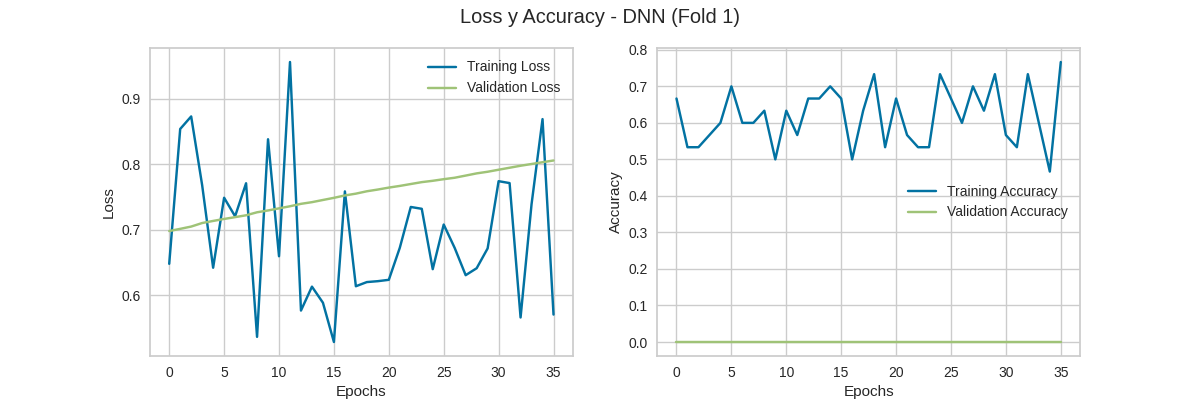 Loss y Accuracy - DNN (Fold 1)
Training Loss
Validation Loss
0.9
0.8
0.7
0.6
Loss
0 5 10 15 20 25 30 35
Epochs
0.8
0.7
0.6
0.5
0.4
0.3
0.2
0.1
0.0
Accuracy
Training Accuracy
Validation Accuracy
0 5 10 15 20 25 30 35
Epochs